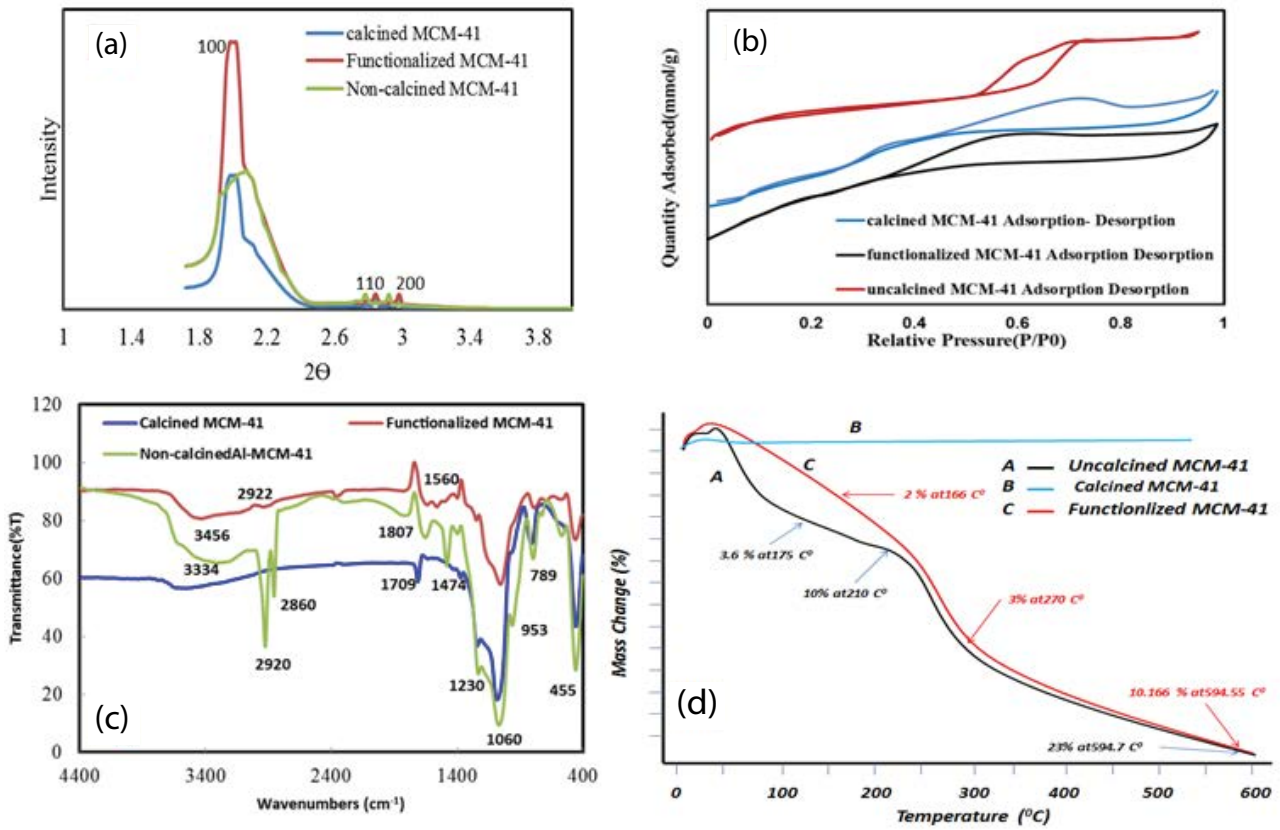 (a)
calcined MCM-41
Functionalized MCM-41
Non-calcined MCM-41
100
110 200
Intensity
1 1.4 1.8 2.2 2.6 3 3.4 3.8
2Θ
(b)
Quantity Adsorbed(mmol/g)
calcined MCM-41 Adsorption- Desorption
functionalized MCM-41 Adsorption Desorption
uncalcined MCM-41 Adsorption Desorption
0 0.2 0.4 0.6 0.8 1
Relative Pressure(P/P0)
120
100
80
60
40
20
0
Transmittance(%T)
Calcined MCM-41
Functionalized MCM-41
Non-calcinedAl-MCM-41
3456
2922
1560
3334
1807
2860
1709
1474
789
2920
953
1230
455
1060
(c)
4400 3400 2400 1400 400
Wavenumbers (cm-1)
Mass Change (%)
B
A
C
A Uncalcined MCM-41
B Calcined MCM-41
C Functionlized MCM-41
2 % at166 C⁰
3.6 % at175 C⁰
10% at210 C⁰
3% at270 C⁰
10.166 % at594.55 C⁰
23% at594.7 C⁰
(d)
0 100 200 300 400 500 600
Temperature (⁰C)